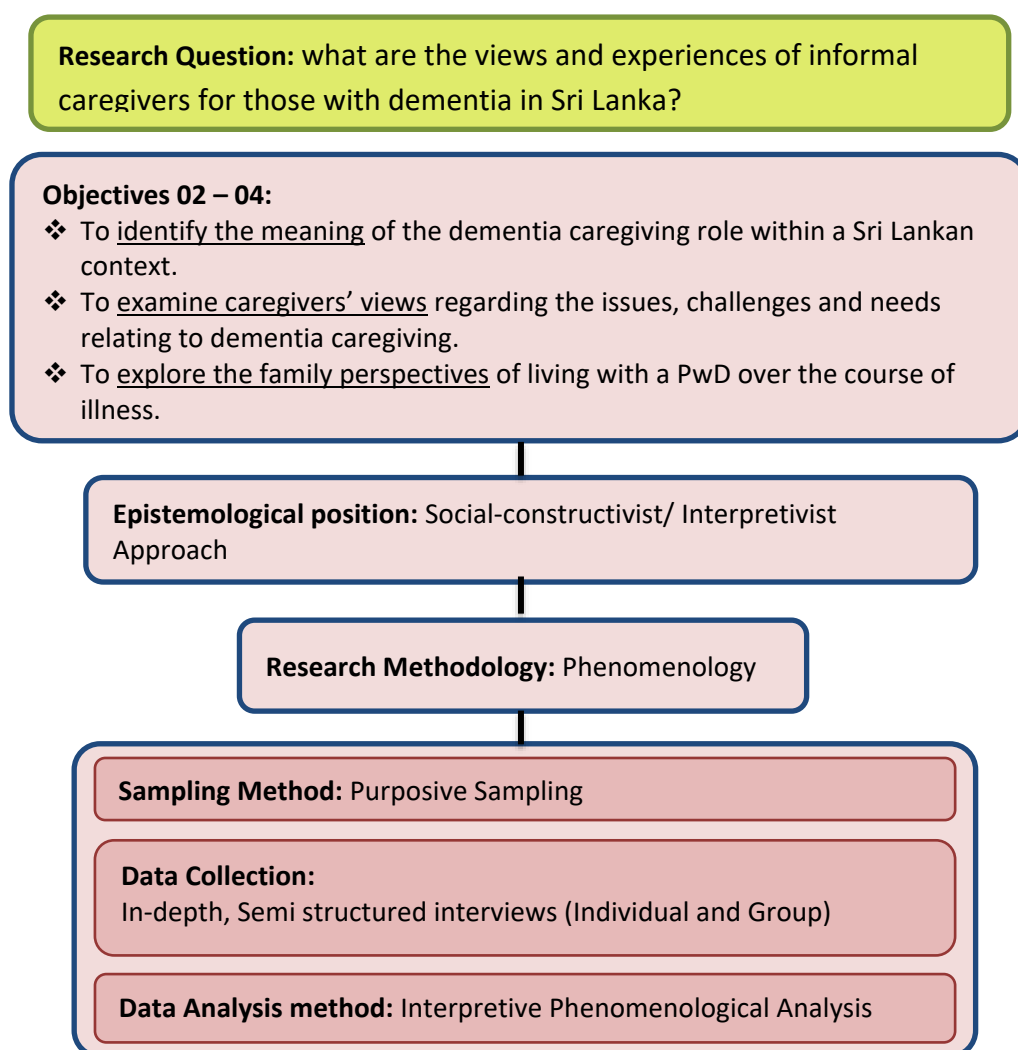 Research Question: what are the views and experiences of informal
caregivers for those with dementia in Sri Lanka?
Objectives 02 – 04:
❖ To identify the meaning of the dementia caregiving role within a Sri Lankan
context.
❖ To examine caregivers’ views regarding the issues, challenges and needs
relating to dementia caregiving.
❖ To explore the family perspectives of living with a PwD over the course of
illness.
Epistemological position: Social-constructivist/ Interpretivist
Approach
Research Methodology: Phenomenology
Sampling Method: Purposive Sampling
Data Collection:
In-depth, Semi structured interviews (Individual and Group)
Data Analysis method: Interpretive Phenomenological Analysis